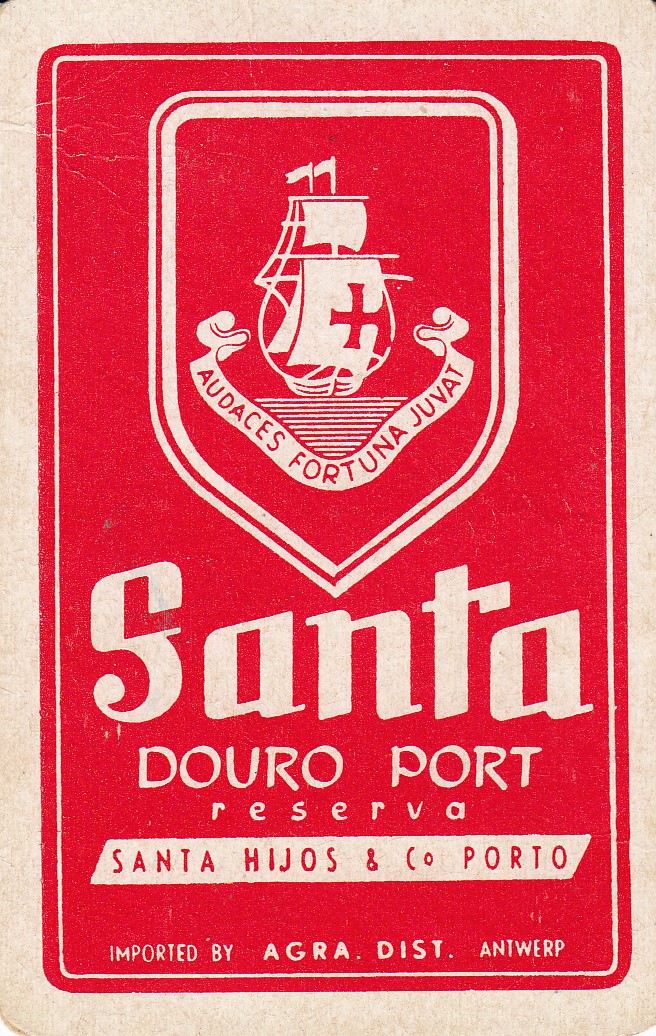 AUDACES FORTUNA JUVAT
Santa
DOURO PORT
reserva
SANTA HIJOS & Co PORTO
IMPORTED BY AGRA. DIST. ANTWERP